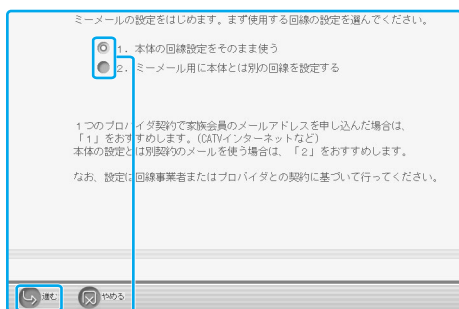 ミーメールの設定をはじめます。まず使用する回線の設定を選んでください。
1. 本体の回線設定をそのまま使う
2. ミーメール用に本体とは別の回線を設定する
1つのプロバイダ契約で家族会員のメールアドレスを申し込んだ場合は、
「1」をおすすめします。(CATVインターネットなど)
本体の設定とは別契約のメールを使う場合は、「2」をおすすめします。
なお、設定は回線事業者またはプロバイダとの契約に基づいて行ってください。
進む やめる